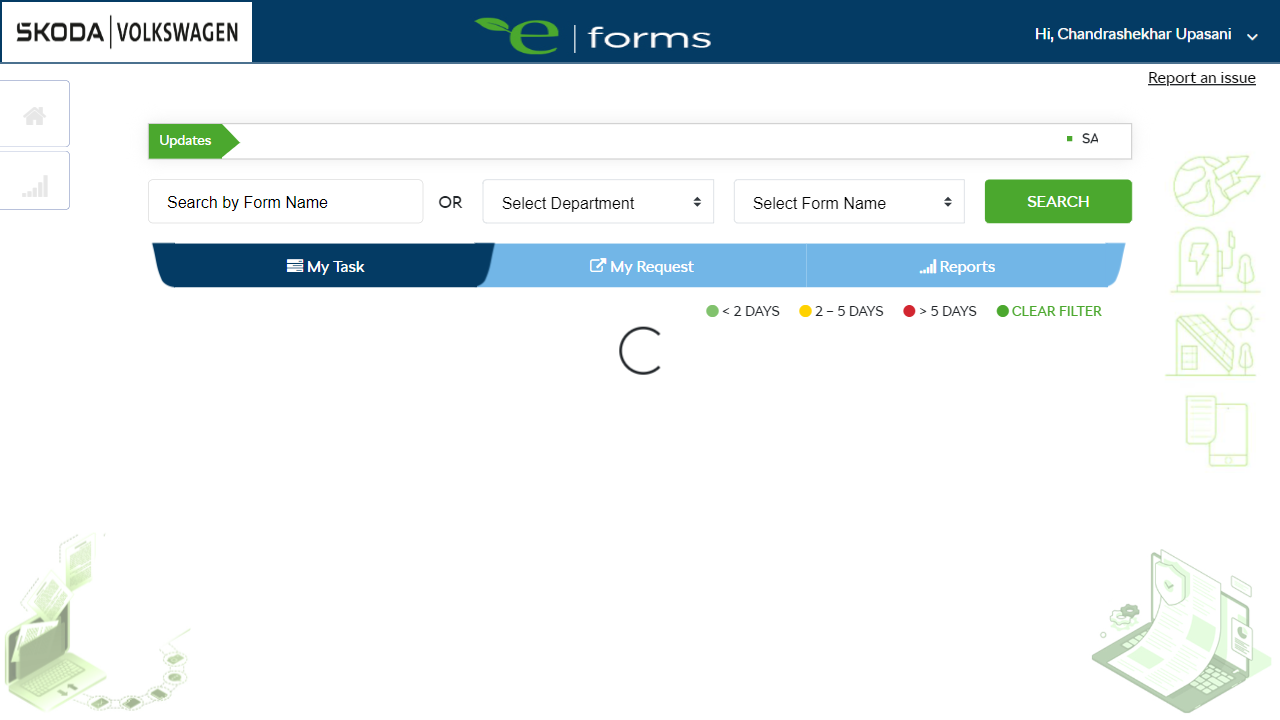 SKODA VOLKSWAGEN
e forms
Hi, Chandrashekhar Upasani
Report an issue
Updates
SA
Search by Form Name
OR
Select Department
Select Form Name
SEARCH
My Task
My Request
Reports
< 2 DAYS
2 – 5 DAYS
> 5 DAYS
CLEAR FILTER